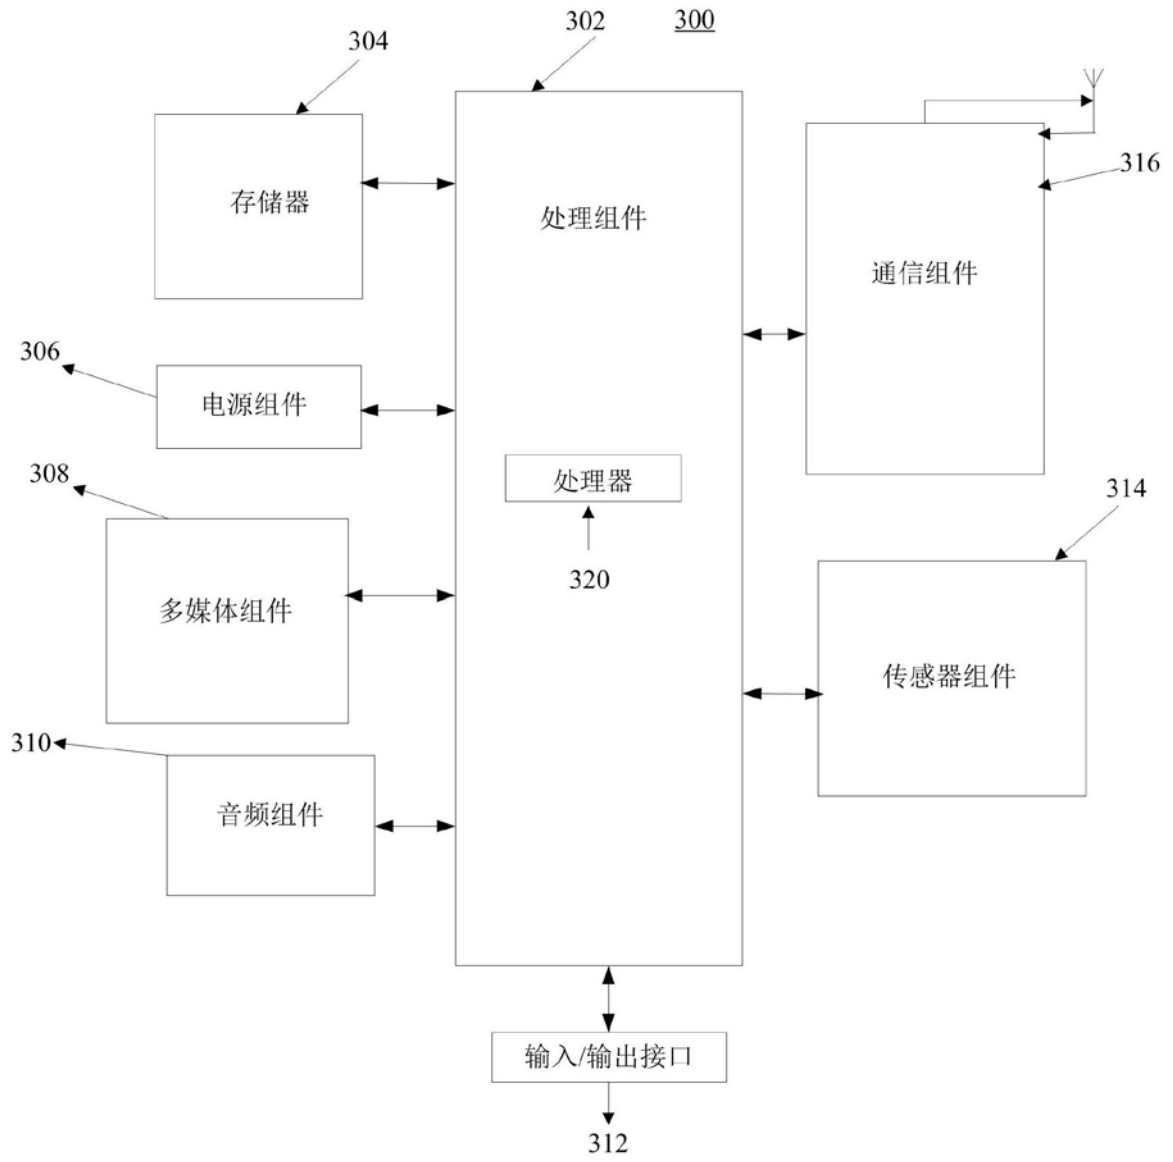 302
300
304
316
存储器
处理组件
通信组件
306
电源组件
308
处理器
314
320
多媒体组件
传感器组件
310
音频组件
输入/输出接口
312